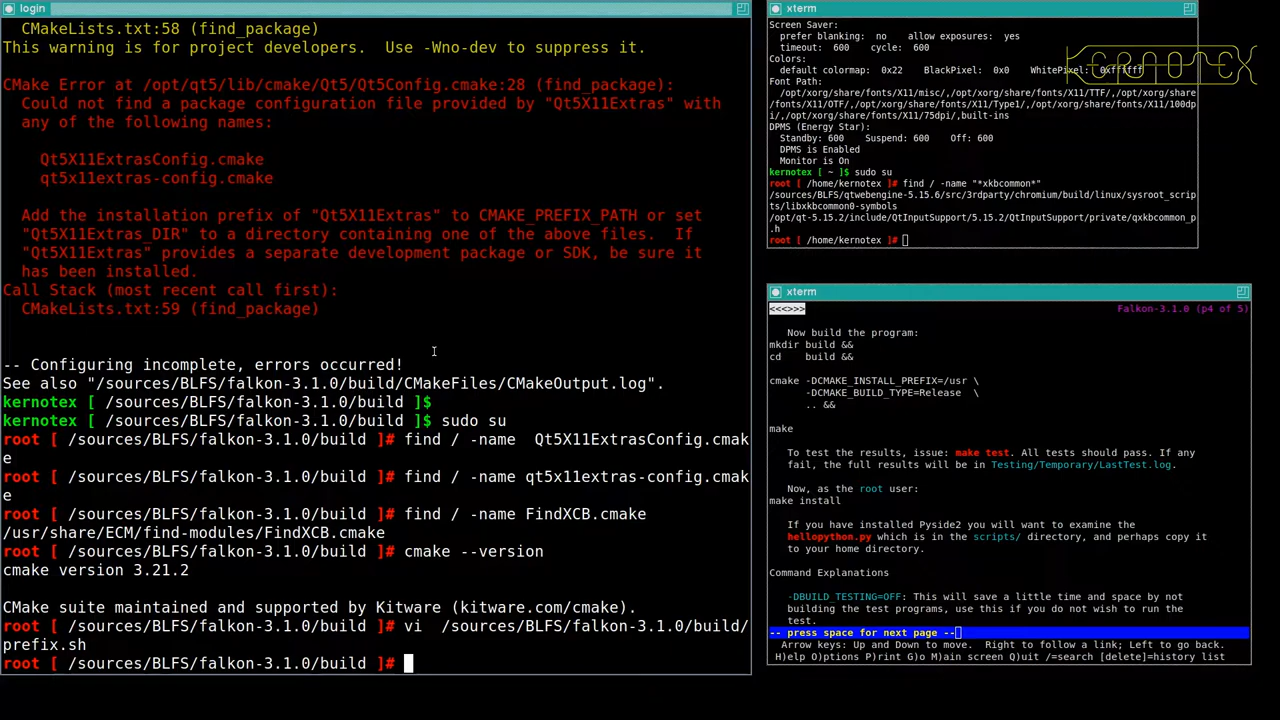 login
CMakeLists.txt:58 (find_package)
This warning is for project developers.  Use -Wno-dev to suppress it.
CMake Error at /opt/qt5/lib/cmake/Qt5/Qt5Config.cmake:28 (find_package):
Could not find a package configuration file provided by "Qt5X11Extras" with
any of the following names:
Qt5X11ExtrasConfig.cmake
qt5x11extras-config.cmake
Add the installation prefix of "Qt5X11Extras" to CMAKE_PREFIX_PATH or set
"Qt5X11Extras_DIR" to a directory containing one of the above files.  If
"Qt5X11Extras" provides a separate development package or SDK, be sure it
has been installed.
Call Stack (most recent call first):
CMakeLists.txt:59 (find_package)
-- Configuring incomplete, errors occurred!
See also "/sources/BLFS/falkon-3.1.0/build/CMakeFiles/CMakeOutput.log".
kernotex [ /sources/BLFS/falkon-3.1.0/build ]$
kernotex [ /sources/BLFS/falkon-3.1.0/build ]$ sudo su
root [ /sources/BLFS/falkon-3.1.0/build ]# find / -name  Qt5X11ExtrasConfig.cmak
e
root [ /sources/BLFS/falkon-3.1.0/build ]# find / -name qt5x11extras-config.cmak
e
root [ /sources/BLFS/falkon-3.1.0/build ]# find / -name FindXCB.cmake
/usr/share/ECM/find-modules/FindXCB.cmake
root [ /sources/BLFS/falkon-3.1.0/build ]# cmake --version
cmake version 3.21.2
CMake suite maintained and supported by Kitware (kitware.com/cmake).
root [ /sources/BLFS/falkon-3.1.0/build ]# vi  /sources/BLFS/falkon-3.1.0/build/
prefix.sh
root [ /sources/BLFS/falkon-3.1.0/build ]#
xterm
Screen Saver:
prefer blanking:  no    allow exposures:  yes
timeout:  600    cycle:  600
Colors:
default colormap:  0x22    BlackPixel:  0x0    WhitePixel:  0xffffff
Font Path:
/opt/xorg/share/fonts/X11/misc/,/opt/xorg/share/fonts/X11/TTF/,/opt/xorg/share
/fonts/X11/OTF/,/opt/xorg/share/fonts/X11/Type1/,/opt/xorg/share/fonts/X11/100dp
i/,/opt/xorg/share/fonts/X11/75dpi/,built-ins
DPMS (Energy Star):
Standby: 600    Suspend: 600    Off: 600
DPMS is Enabled
Monitor is On
kernotex [ ~ ]$ sudo su
root [ /home/kernotex ]# find / -name "*xkbcommon*"
/sources/BLFS/qtwebengine-5.15.6/src/3rdparty/chromium/build/linux/sysroot_scrip
ts/libxkbcommon0-symbols
/opt/qt-5.15.2/include/QtInputSupport/5.15.2/QtInputSupport/private/qxkbcommon_p
.h
root [ /home/kernotex ]#
KERNOTEX
xterm
<<<>>>
Falkon-3.1.0 (p4 of 5)
Now build the program:
mkdir build &&
cd    build &&
cmake -DCMAKE_INSTALL_PREFIX=/usr \
-DCMAKE_BUILD_TYPE=Release  \
.. &&
make
To test the results, issue: make test. All tests should pass. If any
fail, the full results will be in Testing/Temporary/LastTest.log.
Now, as the root user:
make install
If you have installed Pyside2 you will want to examine the
hellopython.py which is in the scripts/ directory, and perhaps copy it
to your home directory.
Command Explanations
-DBUILD_TESTING=OFF: This will save a little time and space by not
building the test programs, use this if you do not wish to run the
test.
-- press space for next page --
Arrow keys: Up and Down to move.  Right to follow a link; Left to go back.
H)elp O)ptions P)rint G)o M)ain screen Q)uit /=search [delete]=history list